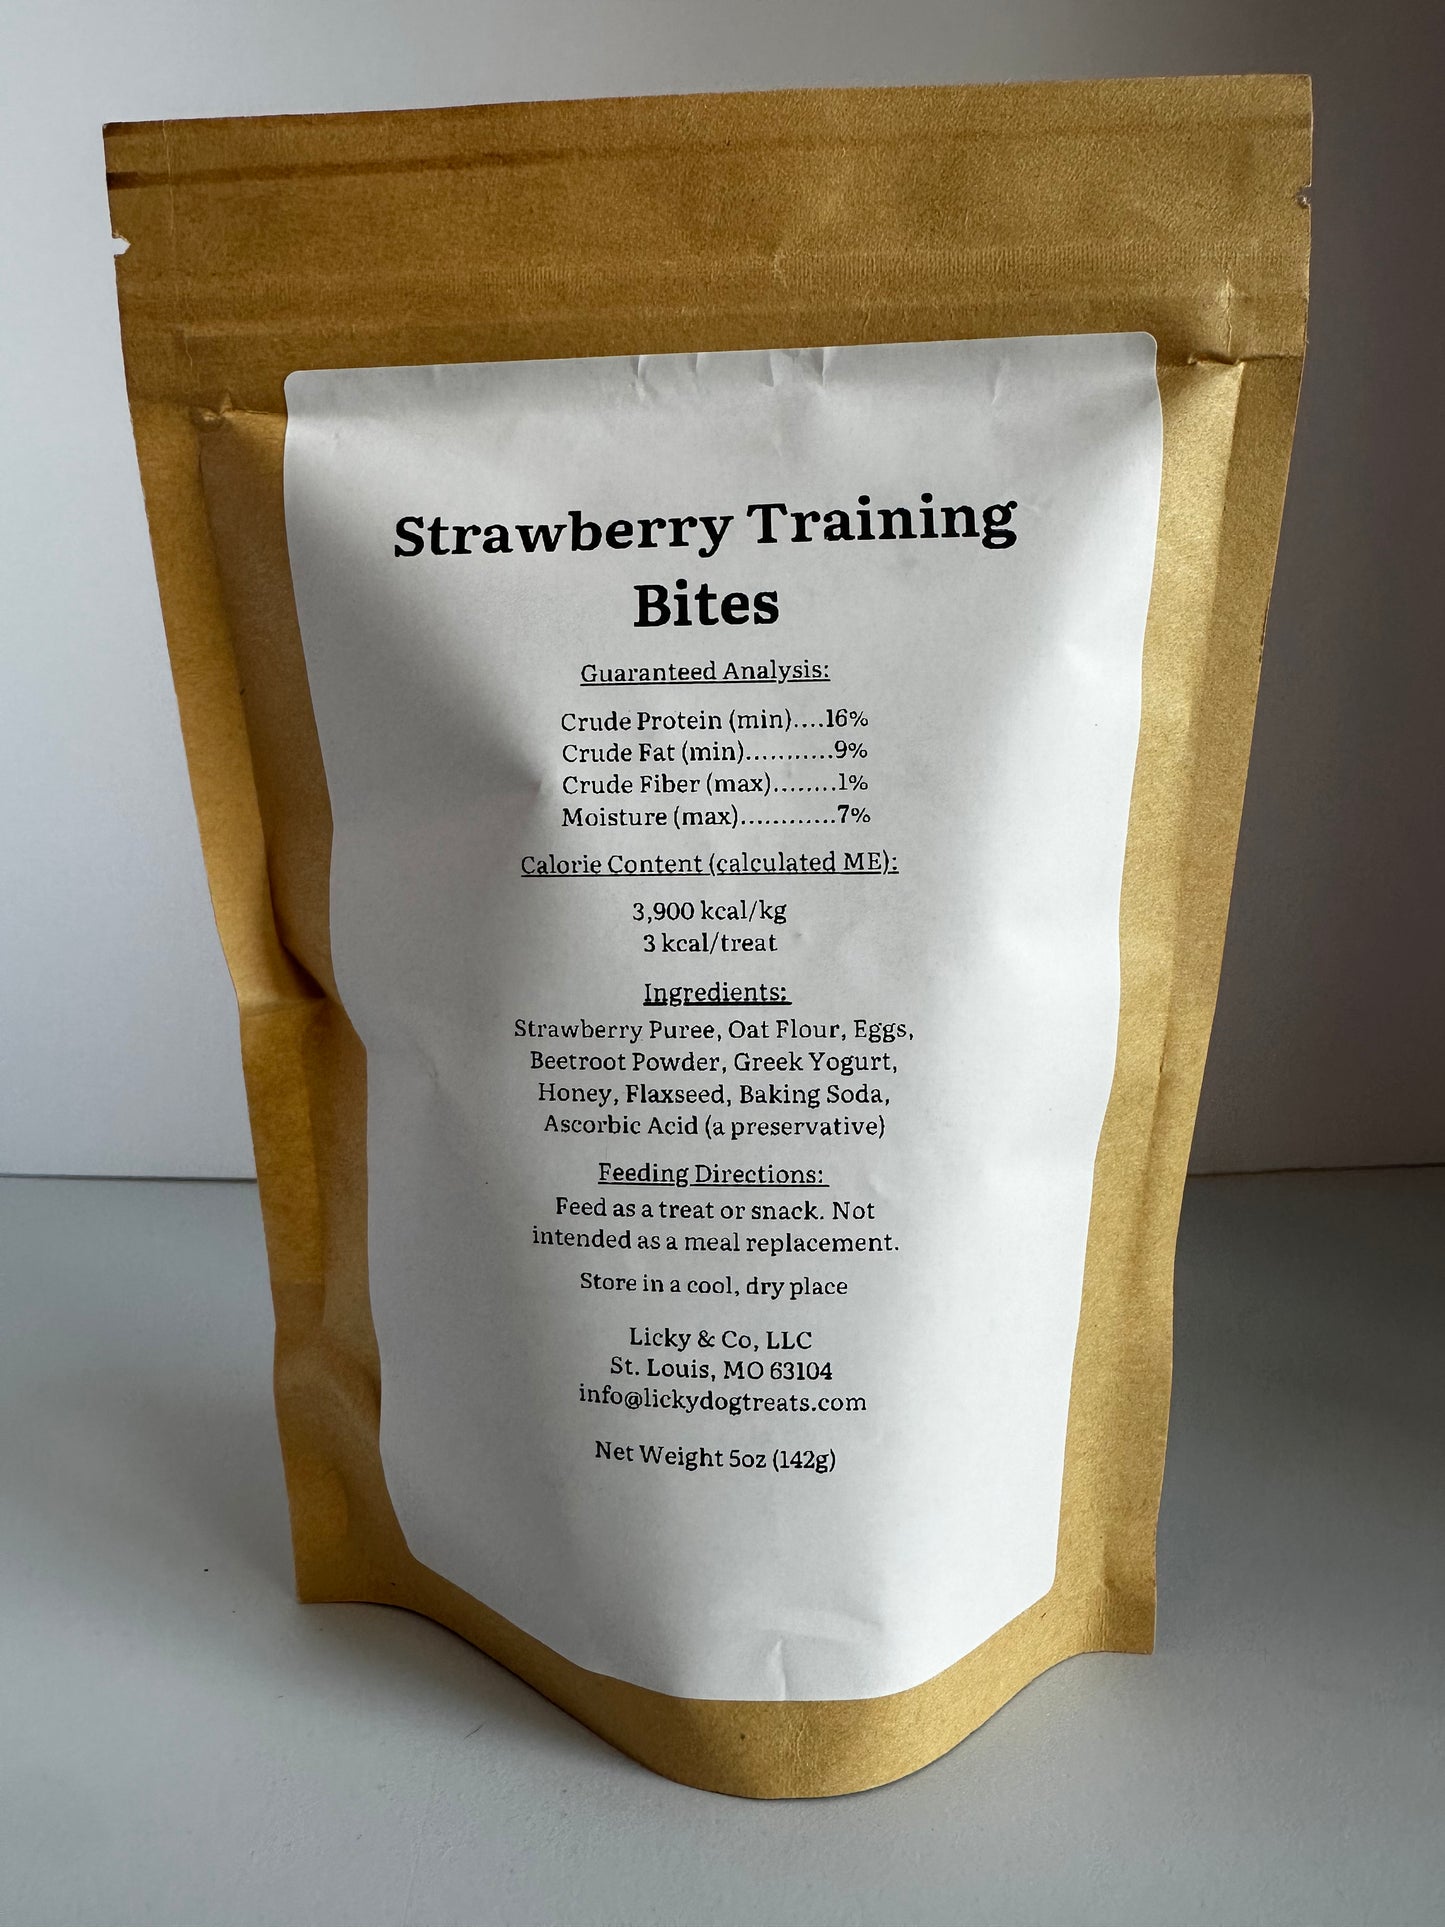 Strawberry Training
Bites
Guaranteed Analysis:
Crude Protein (min)....16%
Crude Fat (min)...........9%
Crude Fiber (max)........1%
Moisture (max)............7%
Calorie Content (calculated ME):
3,900 kcal/kg
3 kcal/treat
Ingredients:
Strawberry Puree, Oat Flour, Eggs,
Beetroot Powder, Greek Yogurt,
Honey, Flaxseed, Baking Soda,
Ascorbic Acid (a preservative)
Feeding Directions:
Feed as a treat or snack. Not
intended as a meal replacement.
Store in a cool, dry place
Licky & Co, LLC
St. Louis, MO 63104
info@lickydogtreats.com
Net Weight 5oz (142g)